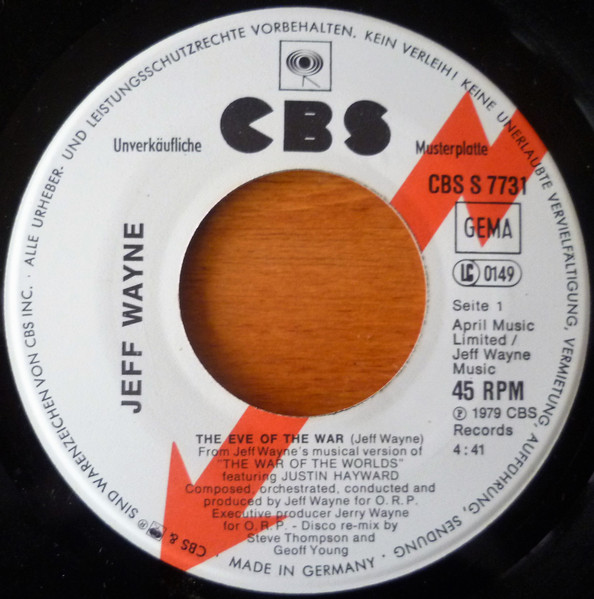 ALLE URHEBER- UND LEISTUNGSSCHUTZRECHTE VORBEHALTEN. KEIN VERLEIH! KEINE UNERLAUBTE VERVIELFÄLTIGUNG, VERMIETUNG, AUFFÜHRUNG, SENDUNG
CBS
Unverkäufliche
Musterplatte
CBS S 7731
GEMA
LC 0149
JEFF WAYNE
Seite 1
April Music
Limited /
Jeff Wayne
Music
45 RPM
℗ 1979 CBS
Records
4:41
THE EVE OF THE WAR (Jeff Wayne)
From Jeff Wayne's musical version of
"THE WAR OF THE WORLDS"
featuring JUSTIN HAYWARD
Composed, orchestrated, conducted and
produced by Jeff Wayne for O. R. P.
Executive producer Jerry Wayne
for O. R. P. - Disco re-mix by
Steve Thompson and
Geoff Young
· MADE IN GERMANY ·
CBS & ® SIND WARENZEICHEN VON CBS INC. ·